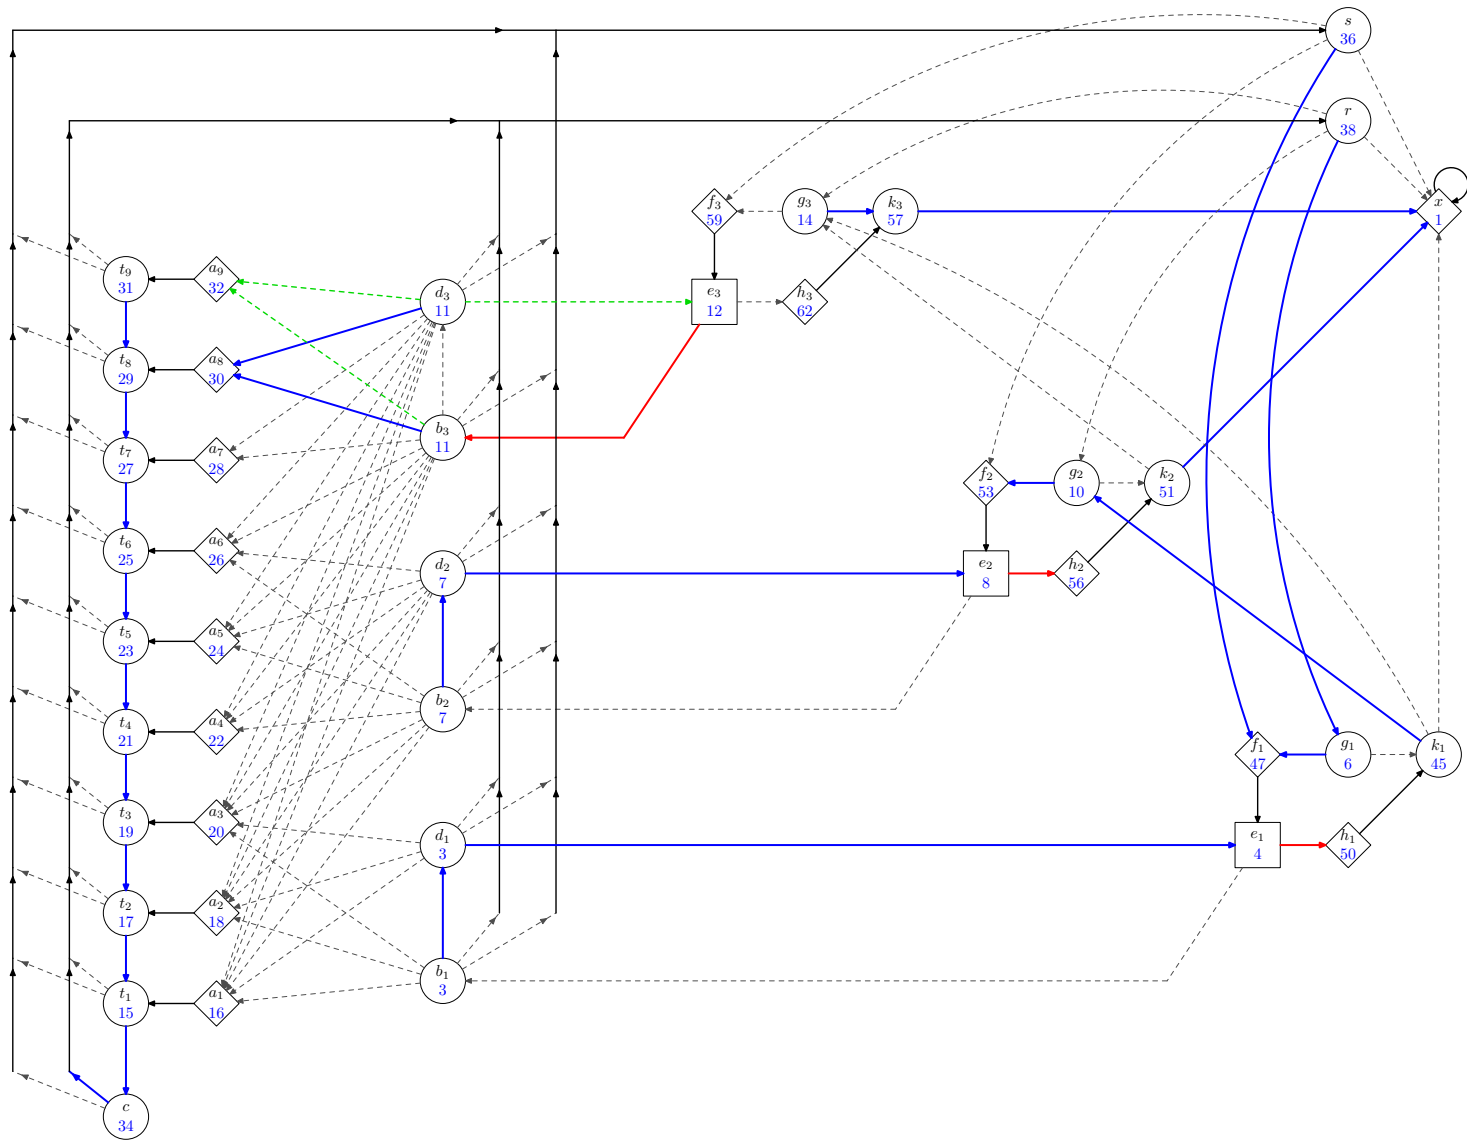 s
36
r
38
f₃
59
g₃
14
k₃
57
x
1
t₉
31
a₉
32
d₃
11
e₃
12
h₃
62
t₈
29
a₈
30
t₇
27
a₇
28
b₃
11
f₂
53
g₂
10
k₂
51
t₆
25
a₆
26
d₂
7
e₂
8
h₂
56
t₅
23
a₅
24
t₄
21
a₄
22
b₂
7
f₁
47
g₁
6
k₁
45
t₃
19
a₃
20
d₁
3
e₁
4
h₁
50
t₂
17
a₂
18
t₁
15
a₁
16
b₁
3
c
34